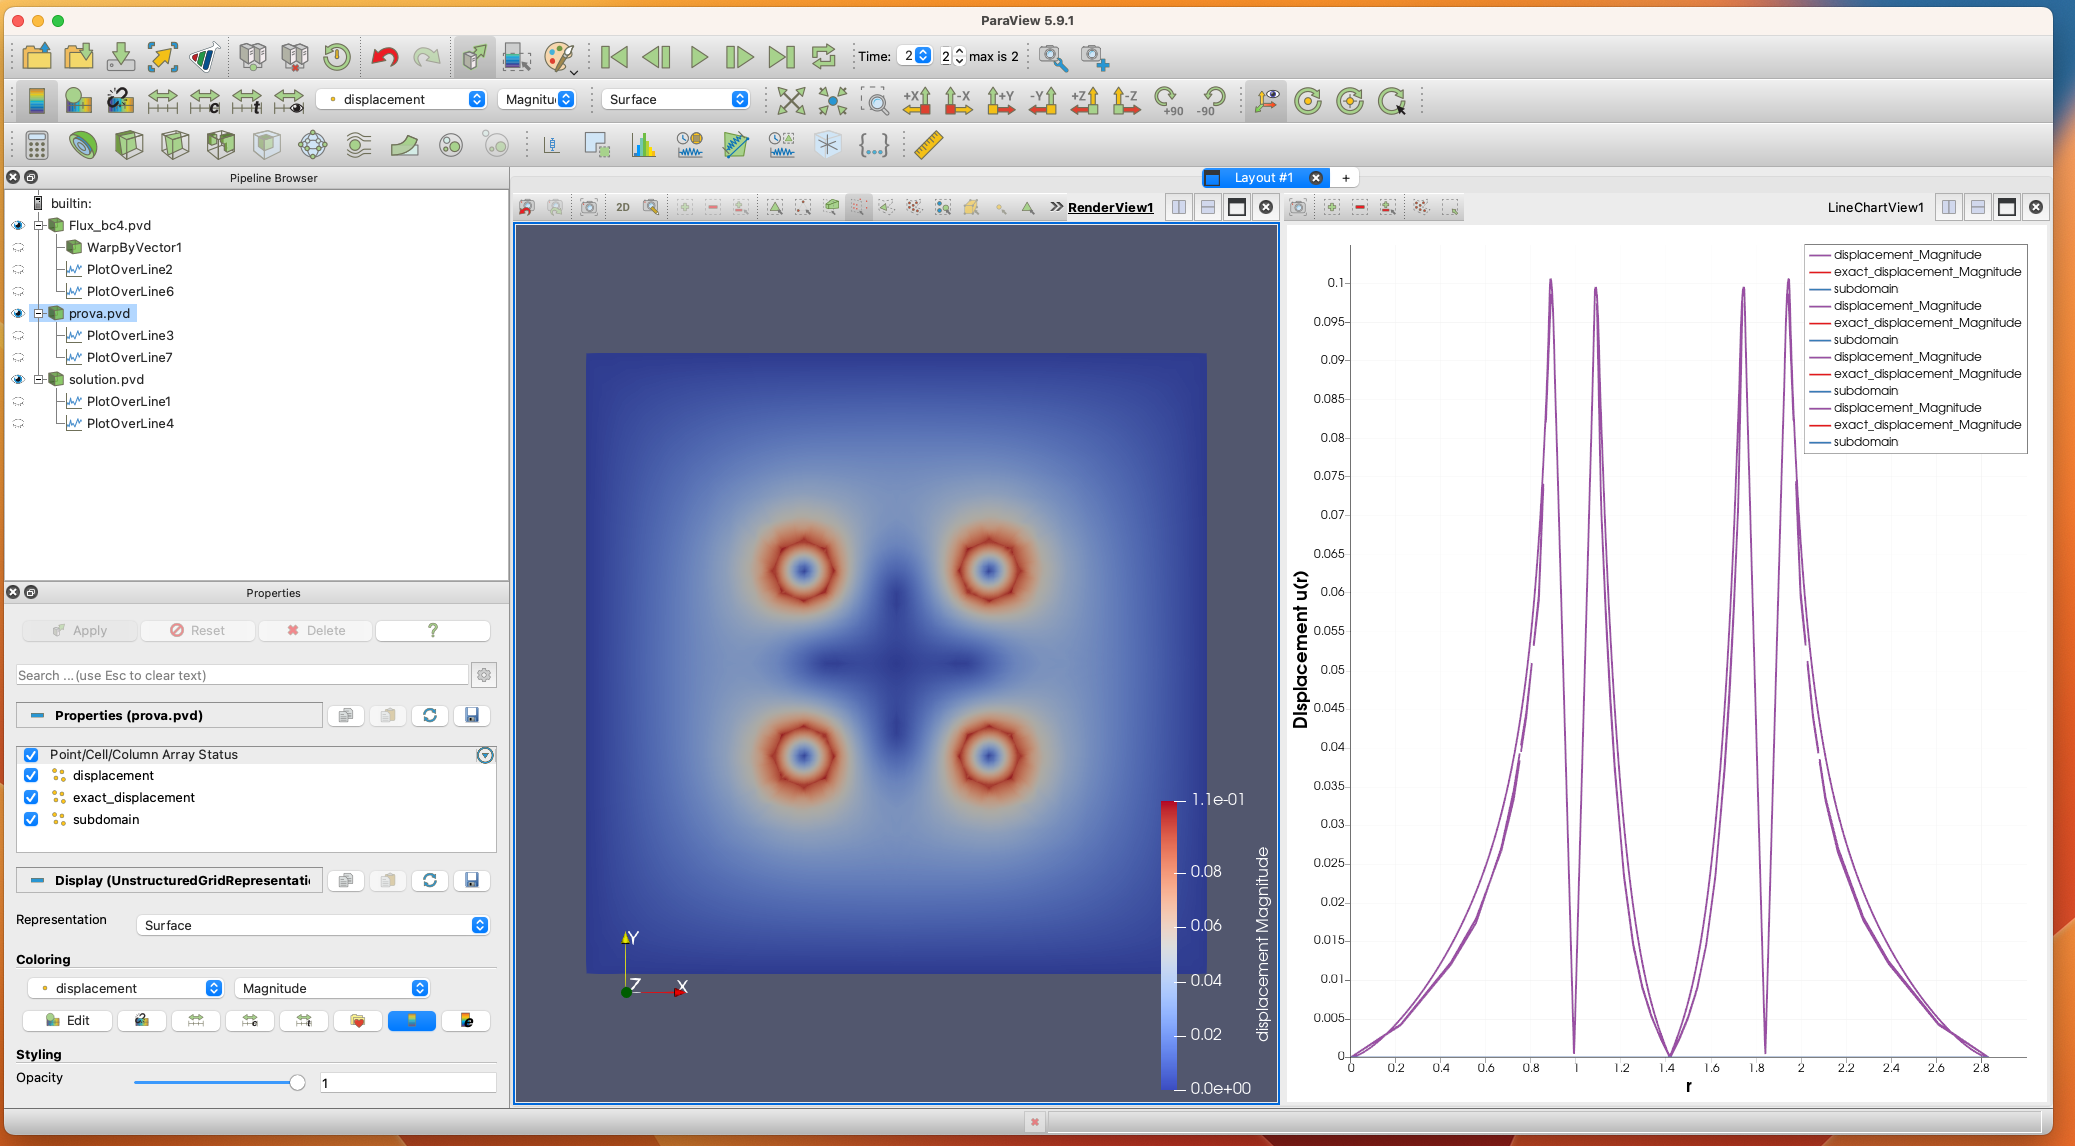 ParaView 5.9.1
Time: 2 2 max is 2
displacement Magnitu Surface +X -X +Y -Y +Z -Z +90 -90
Pipeline Browser
builtin:
Flux_bc4.pvd
WarpByVector1
PlotOverLine2
PlotOverLine6
prova.pvd
PlotOverLine3
PlotOverLine7
solution.pvd
PlotOverLine1
PlotOverLine4
Properties
Apply Reset Delete ?
Search ... (use Esc to clear text)
Properties (prova.pvd)
Point/Cell/Column Array Status
displacement
exact_displacement
subdomain
Display (UnstructuredGridRepresentati
Representation Surface
Coloring
displacement Magnitude
Edit
Styling
Opacity 1
Layout #1 +
2D RenderView1
Y
Z X
1.1e-01
0.08
0.06
0.04
0.02
0.0e+00
displacement Magnitude
LineChartView1
displacement_Magnitude
exact_displacement_Magnitude
subdomain
displacement_Magnitude
exact_displacement_Magnitude
subdomain
displacement_Magnitude
exact_displacement_Magnitude
subdomain
displacement_Magnitude
exact_displacement_Magnitude
subdomain
Displacement u(r)
0.1
0.095
0.09
0.085
0.08
0.075
0.07
0.065
0.06
0.055
0.05
0.045
0.04
0.035
0.03
0.025
0.02
0.015
0.01
0.005
0
0 0.2 0.4 0.6 0.8 1 1.2 1.4 1.6 1.8 2 2.2 2.4 2.6 2.8
r